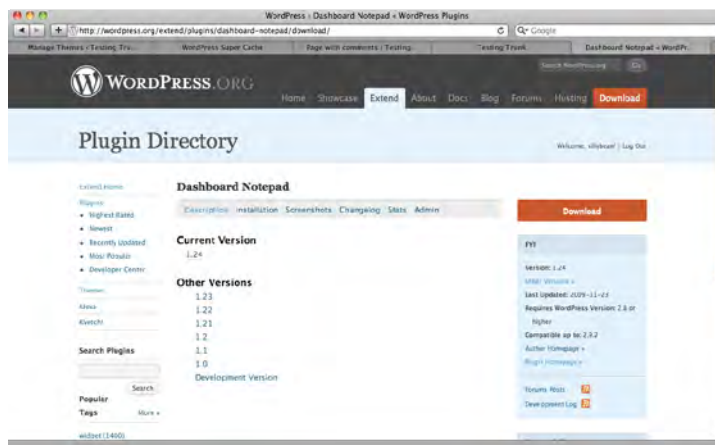 WordPress › Dashboard Notepad « WordPress Plugins
http://wordpress.org/extend/plugins/dashboard-notepad/download/
Google
Manage Themes ‹ Testing Tru...
WordPress Super Cache
Page with comments | Testing
Testing Trunk
Dashboard Notepad « WordPr...
WORDPRESS.ORG
Search WordPress.org
Go
Home Showcase Extend About Docs Blog Forums Hosting Download
Plugin Directory
Welcome, sillybean | Log Out
Extend Home
Plugins
Highest Rated
Newest
Recently Updated
Most Popular
Developer Center
Themes
Ideas
Kvetch!
Search Plugins
Search
Popular
Tags
More »
widget (1400)
Dashboard Notepad
Description Installation Screenshots Changelog Stats Admin
Current Version
1.24
Other Versions
1.23
1.22
1.21
1.2
1.1
1.0
Development Version
Download
FYI
Version: 1.24
Other Versions »
Last Updated: 2009-11-23
Requires WordPress Version: 2.8 or
higher
Compatible up to: 2.9.2
Author Homepage »
Plugin Homepage »
Forums Posts
Development Log